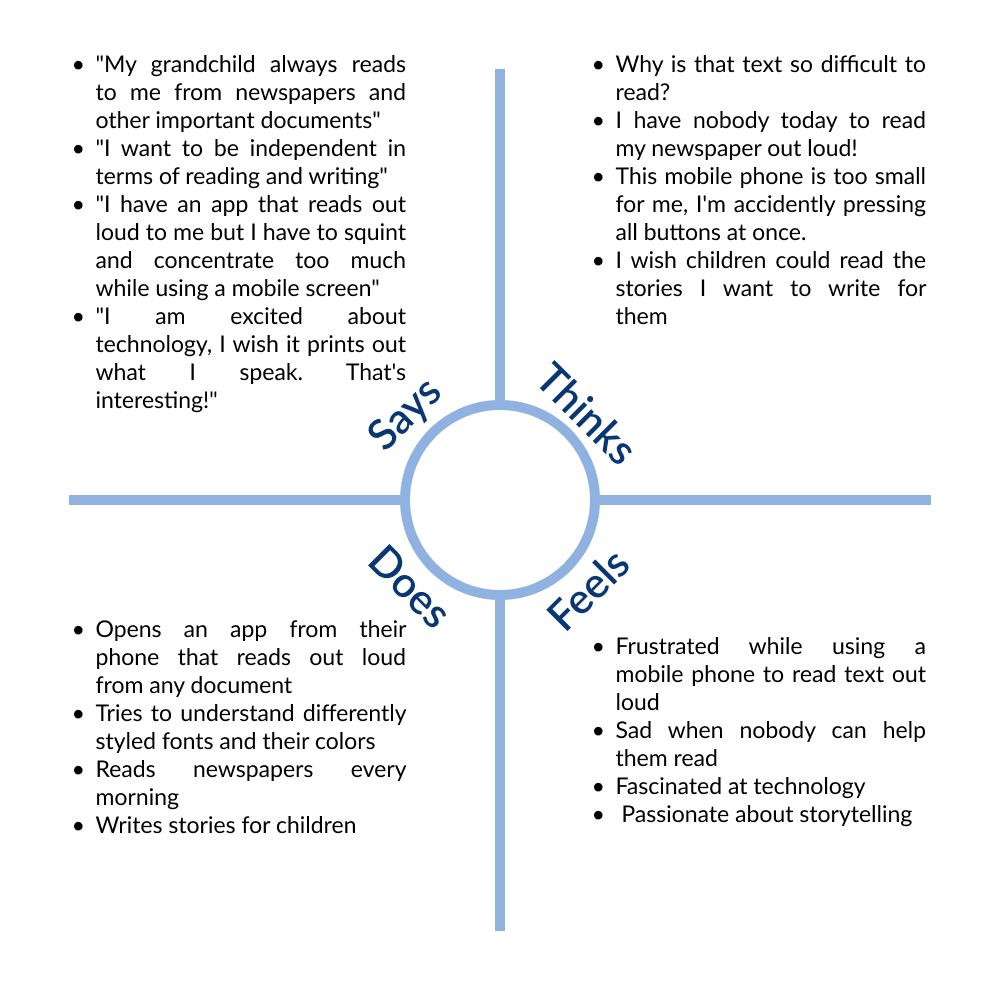 • "My grandchild always reads
to me from newspapers and
other important documents"
• "I want to be independent in
terms of reading and writing"
• "I have an app that reads out
loud to me but I have to squint
and concentrate too much
while using a mobile screen"
• "I am excited about
technology, I wish it prints out
what I speak. That's
interesting!"
Says
• Why is that text so difficult to
read?
• I have nobody today to read
my newspaper out loud!
• This mobile phone is too small
for me, I'm accidently pressing
all buttons at once.
• I wish children could read the
stories I want to write for
them
Thinks
Does
• Opens an app from their
phone that reads out loud
from any document
• Tries to understand differently
styled fonts and their colors
• Reads newspapers every
morning
• Writes stories for children
Feels
• Frustrated while using a
mobile phone to read text out
loud
• Sad when nobody can help
them read
• Fascinated at technology
• Passionate about storytelling